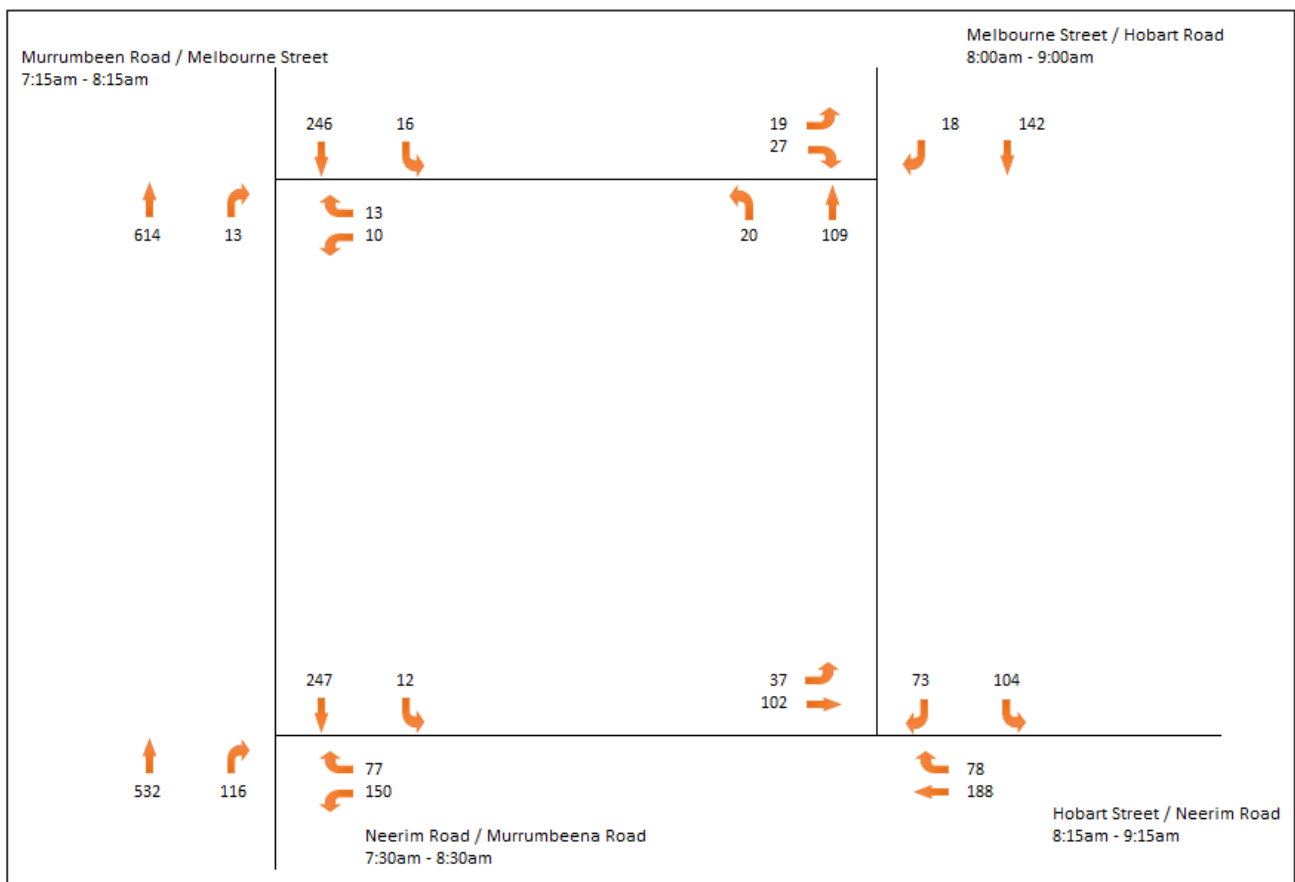 Melbourne Street / Hobart Road
8:00am - 9:00am
Murrumbeen Road / Melbourne Street
7:15am - 8:15am
246 16 19 18 142
27
13
614 13 10 20 109
247 12 37 73 104
102
77 78
532 116 150 188
Hobart Street / Neerim Road
8:15am - 9:15am
Neerim Road / Murrumbeena Road
7:30am - 8:30am